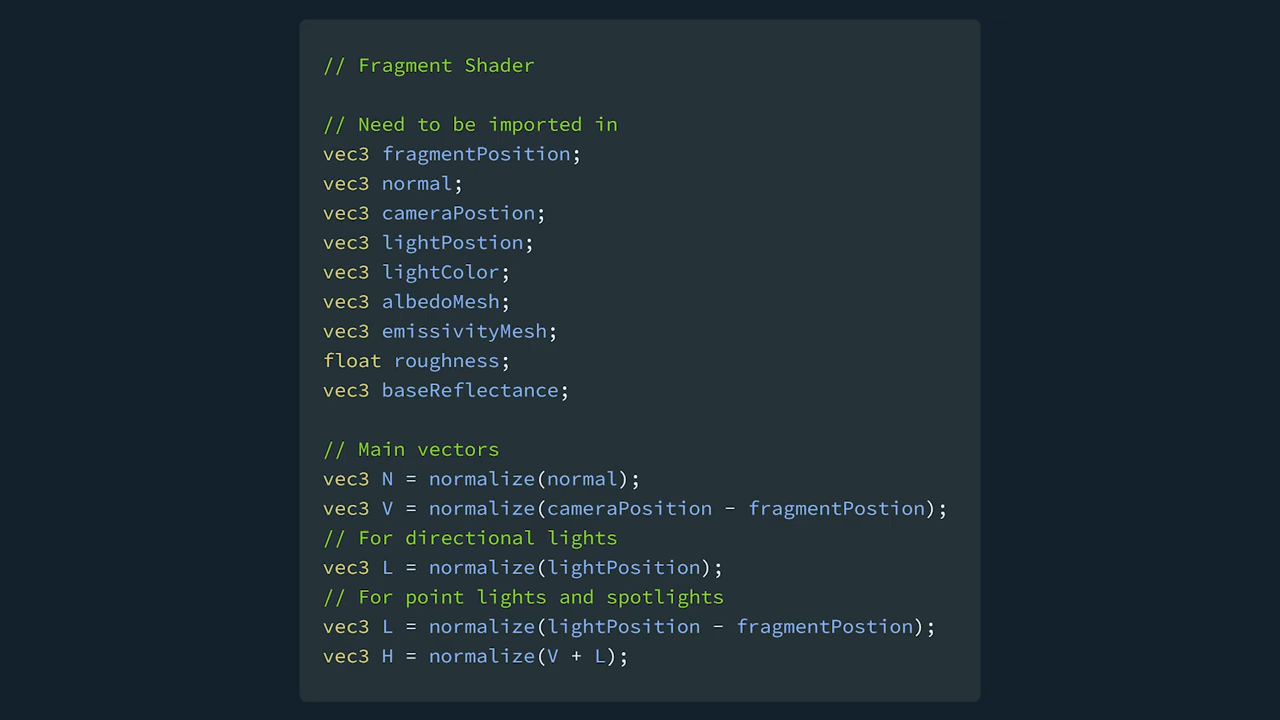 // Fragment Shader
// Need to be imported in
vec3 fragmentPosition;
vec3 normal;
vec3 cameraPostion;
vec3 lightPostion;
vec3 lightColor;
vec3 albedoMesh;
vec3 emissivityMesh;
float roughness;
vec3 baseReflectance;
// Main vectors
vec3 N = normalize(normal);
vec3 V = normalize(cameraPosition - fragmentPostion);
// For directional lights
vec3 L = normalize(lightPosition);
// For point lights and spotlights
vec3 L = normalize(lightPosition - fragmentPostion);
vec3 H = normalize(V + L);